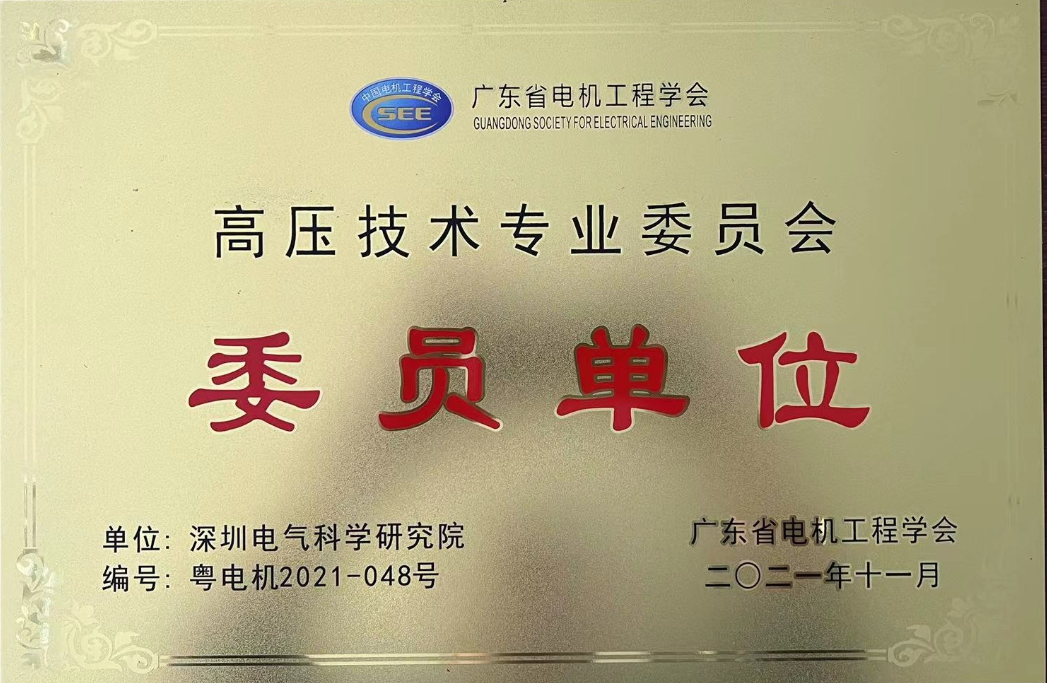 中国电机工程学会
SEE
广东省电机工程学会
GUANGDONG SOCIETY FOR ELECTRICAL ENGINEERING
高压技术专业委员会
委员单位
单位：深圳电气科学研究院
编号：粤电机2021-048号
广东省电机工程学会
二〇二一年十一月